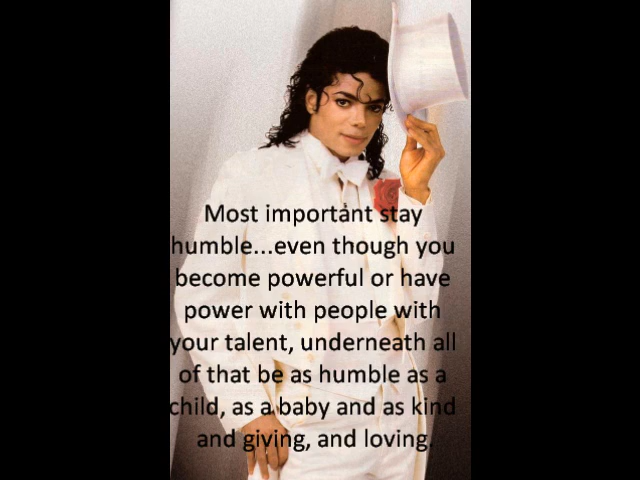 Most important stay
humble...even though you
become powerful or have
power with people with
your talent, underneath all
of that be as humble as a
child, as a baby and as kind
and giving, and loving.